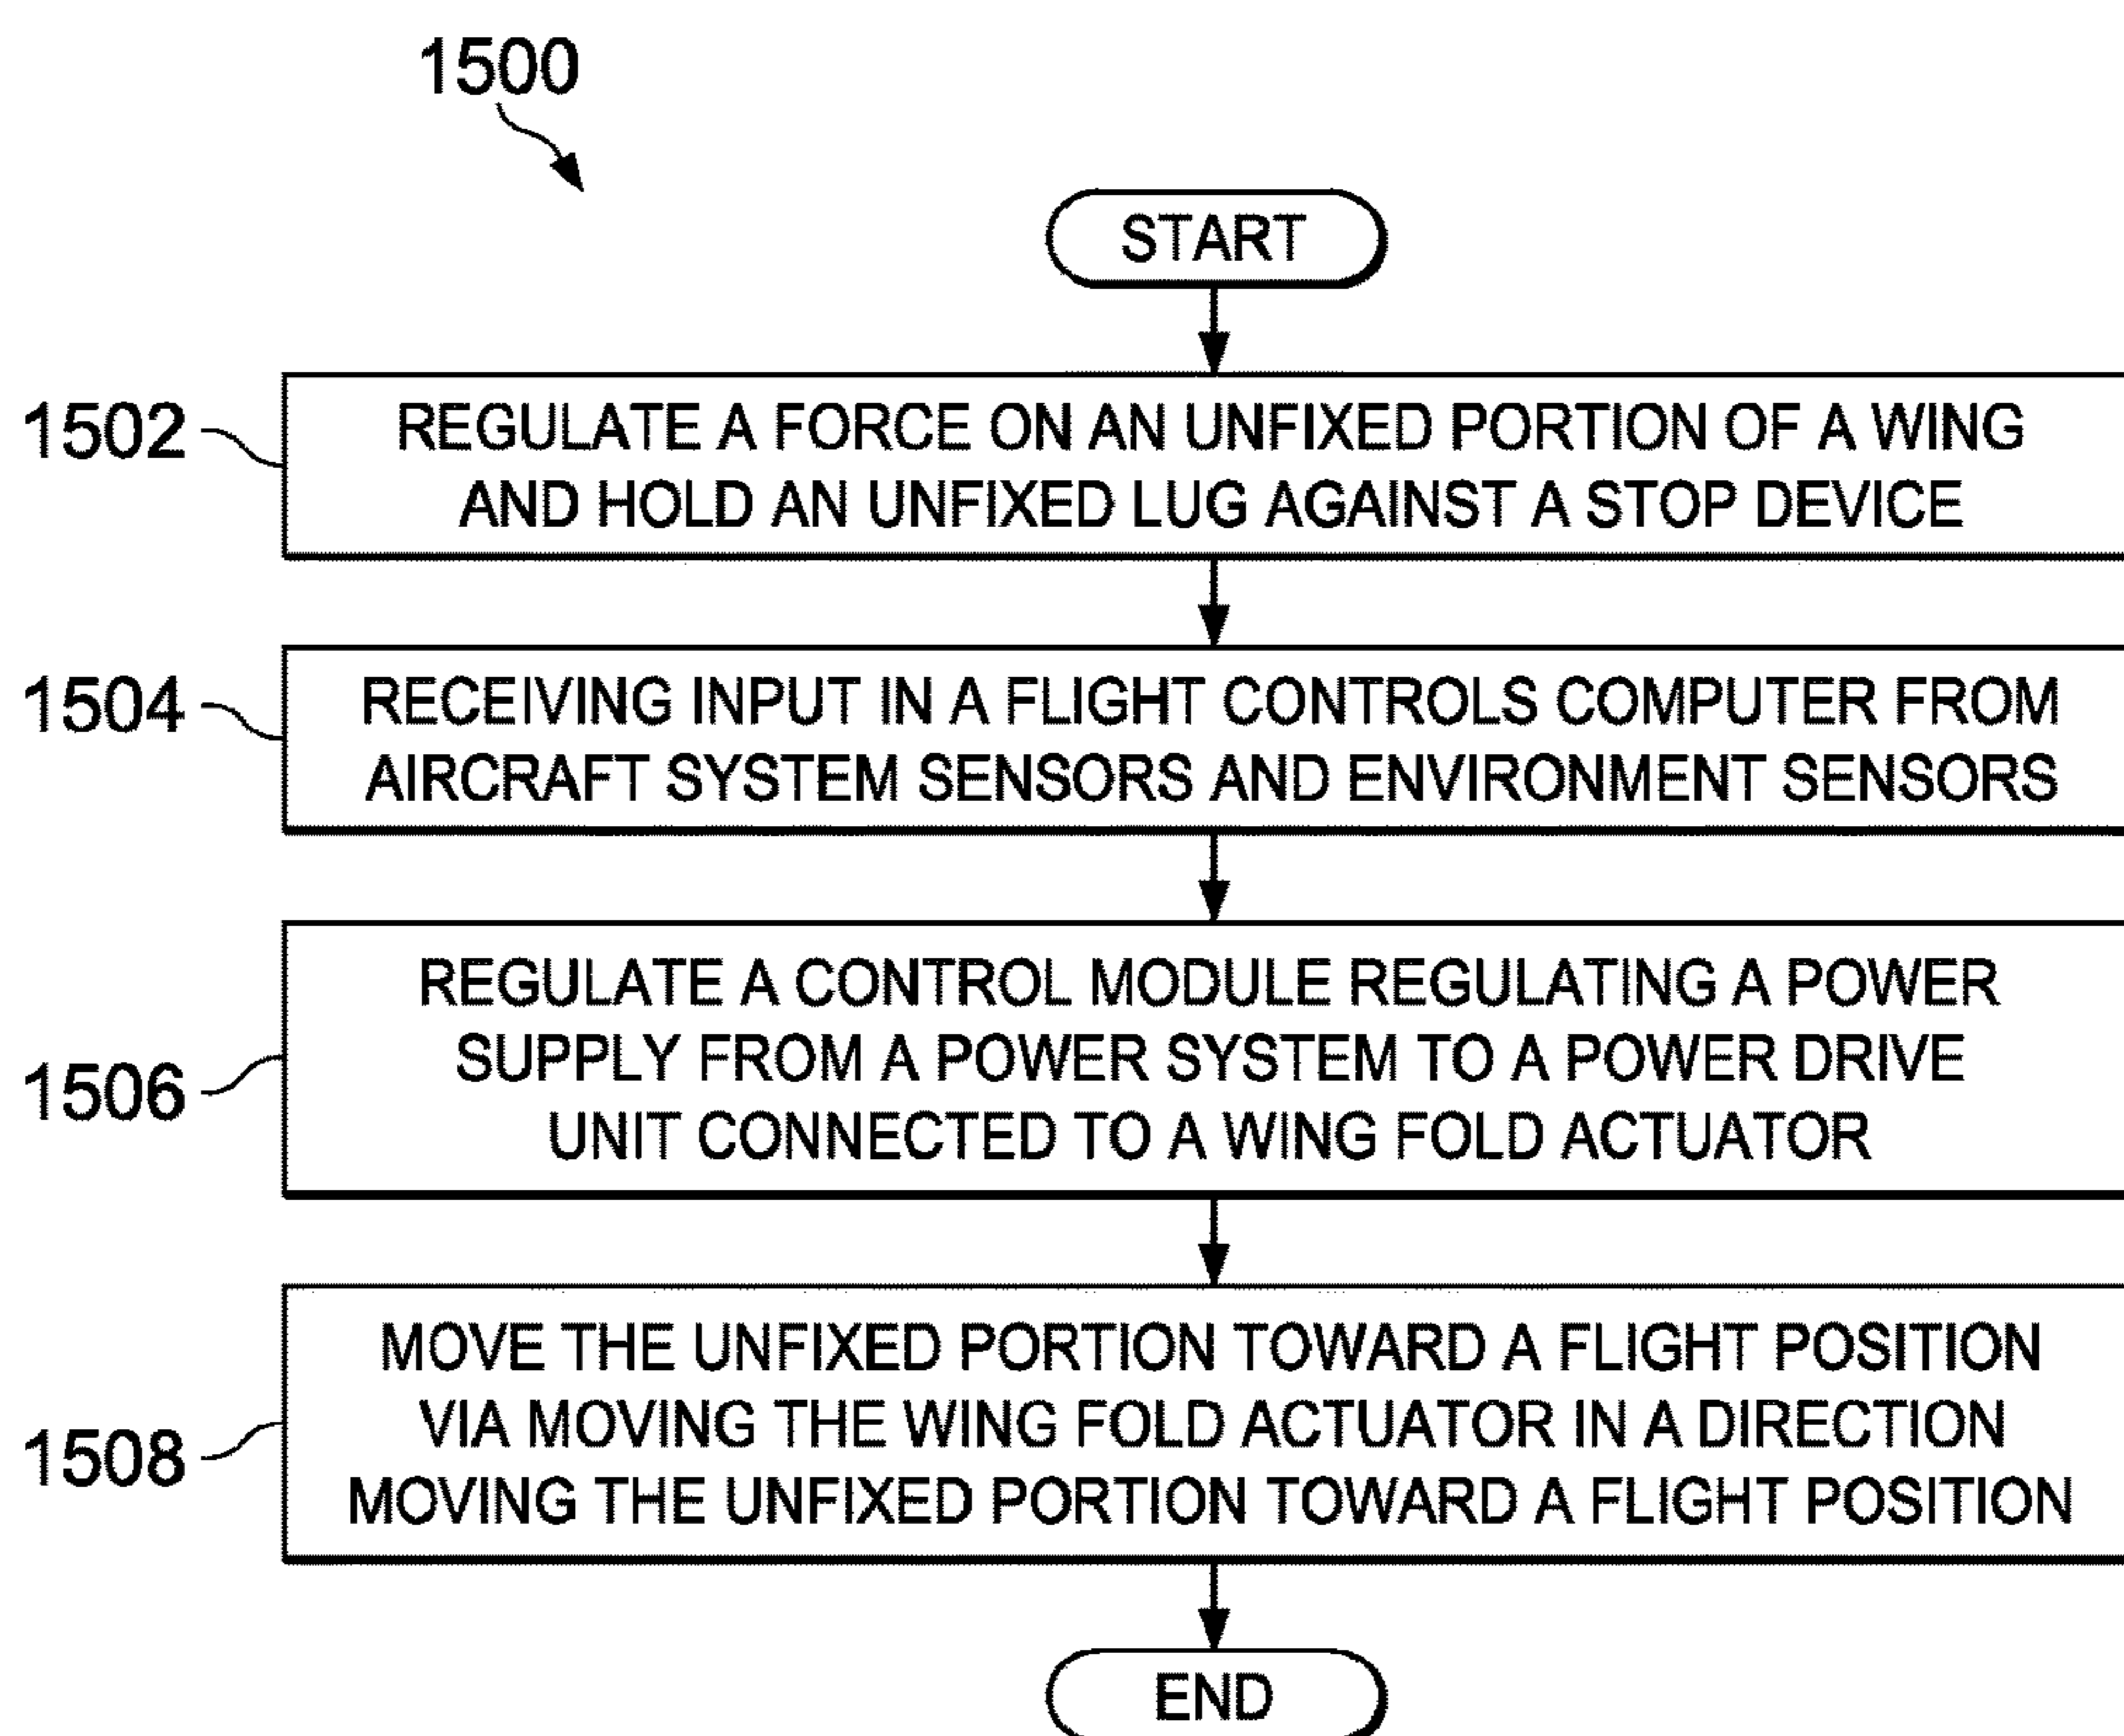 1500
START
1502
REGULATE A FORCE ON AN UNFIXED PORTION OF A WING
AND HOLD AN UNFIXED LUG AGAINST A STOP DEVICE
1504
RECEIVING INPUT IN A FLIGHT CONTROLS COMPUTER FROM
AIRCRAFT SYSTEM SENSORS AND ENVIRONMENT SENSORS
1506
REGULATE A CONTROL MODULE REGULATING A POWER
SUPPLY FROM A POWER SYSTEM TO A POWER DRIVE
UNIT CONNECTED TO A WING FOLD ACTUATOR
1508
MOVE THE UNFIXED PORTION TOWARD A FLIGHT POSITION
VIA MOVING THE WING FOLD ACTUATOR IN A DIRECTION
MOVING THE UNFIXED PORTION TOWARD A FLIGHT POSITION
END